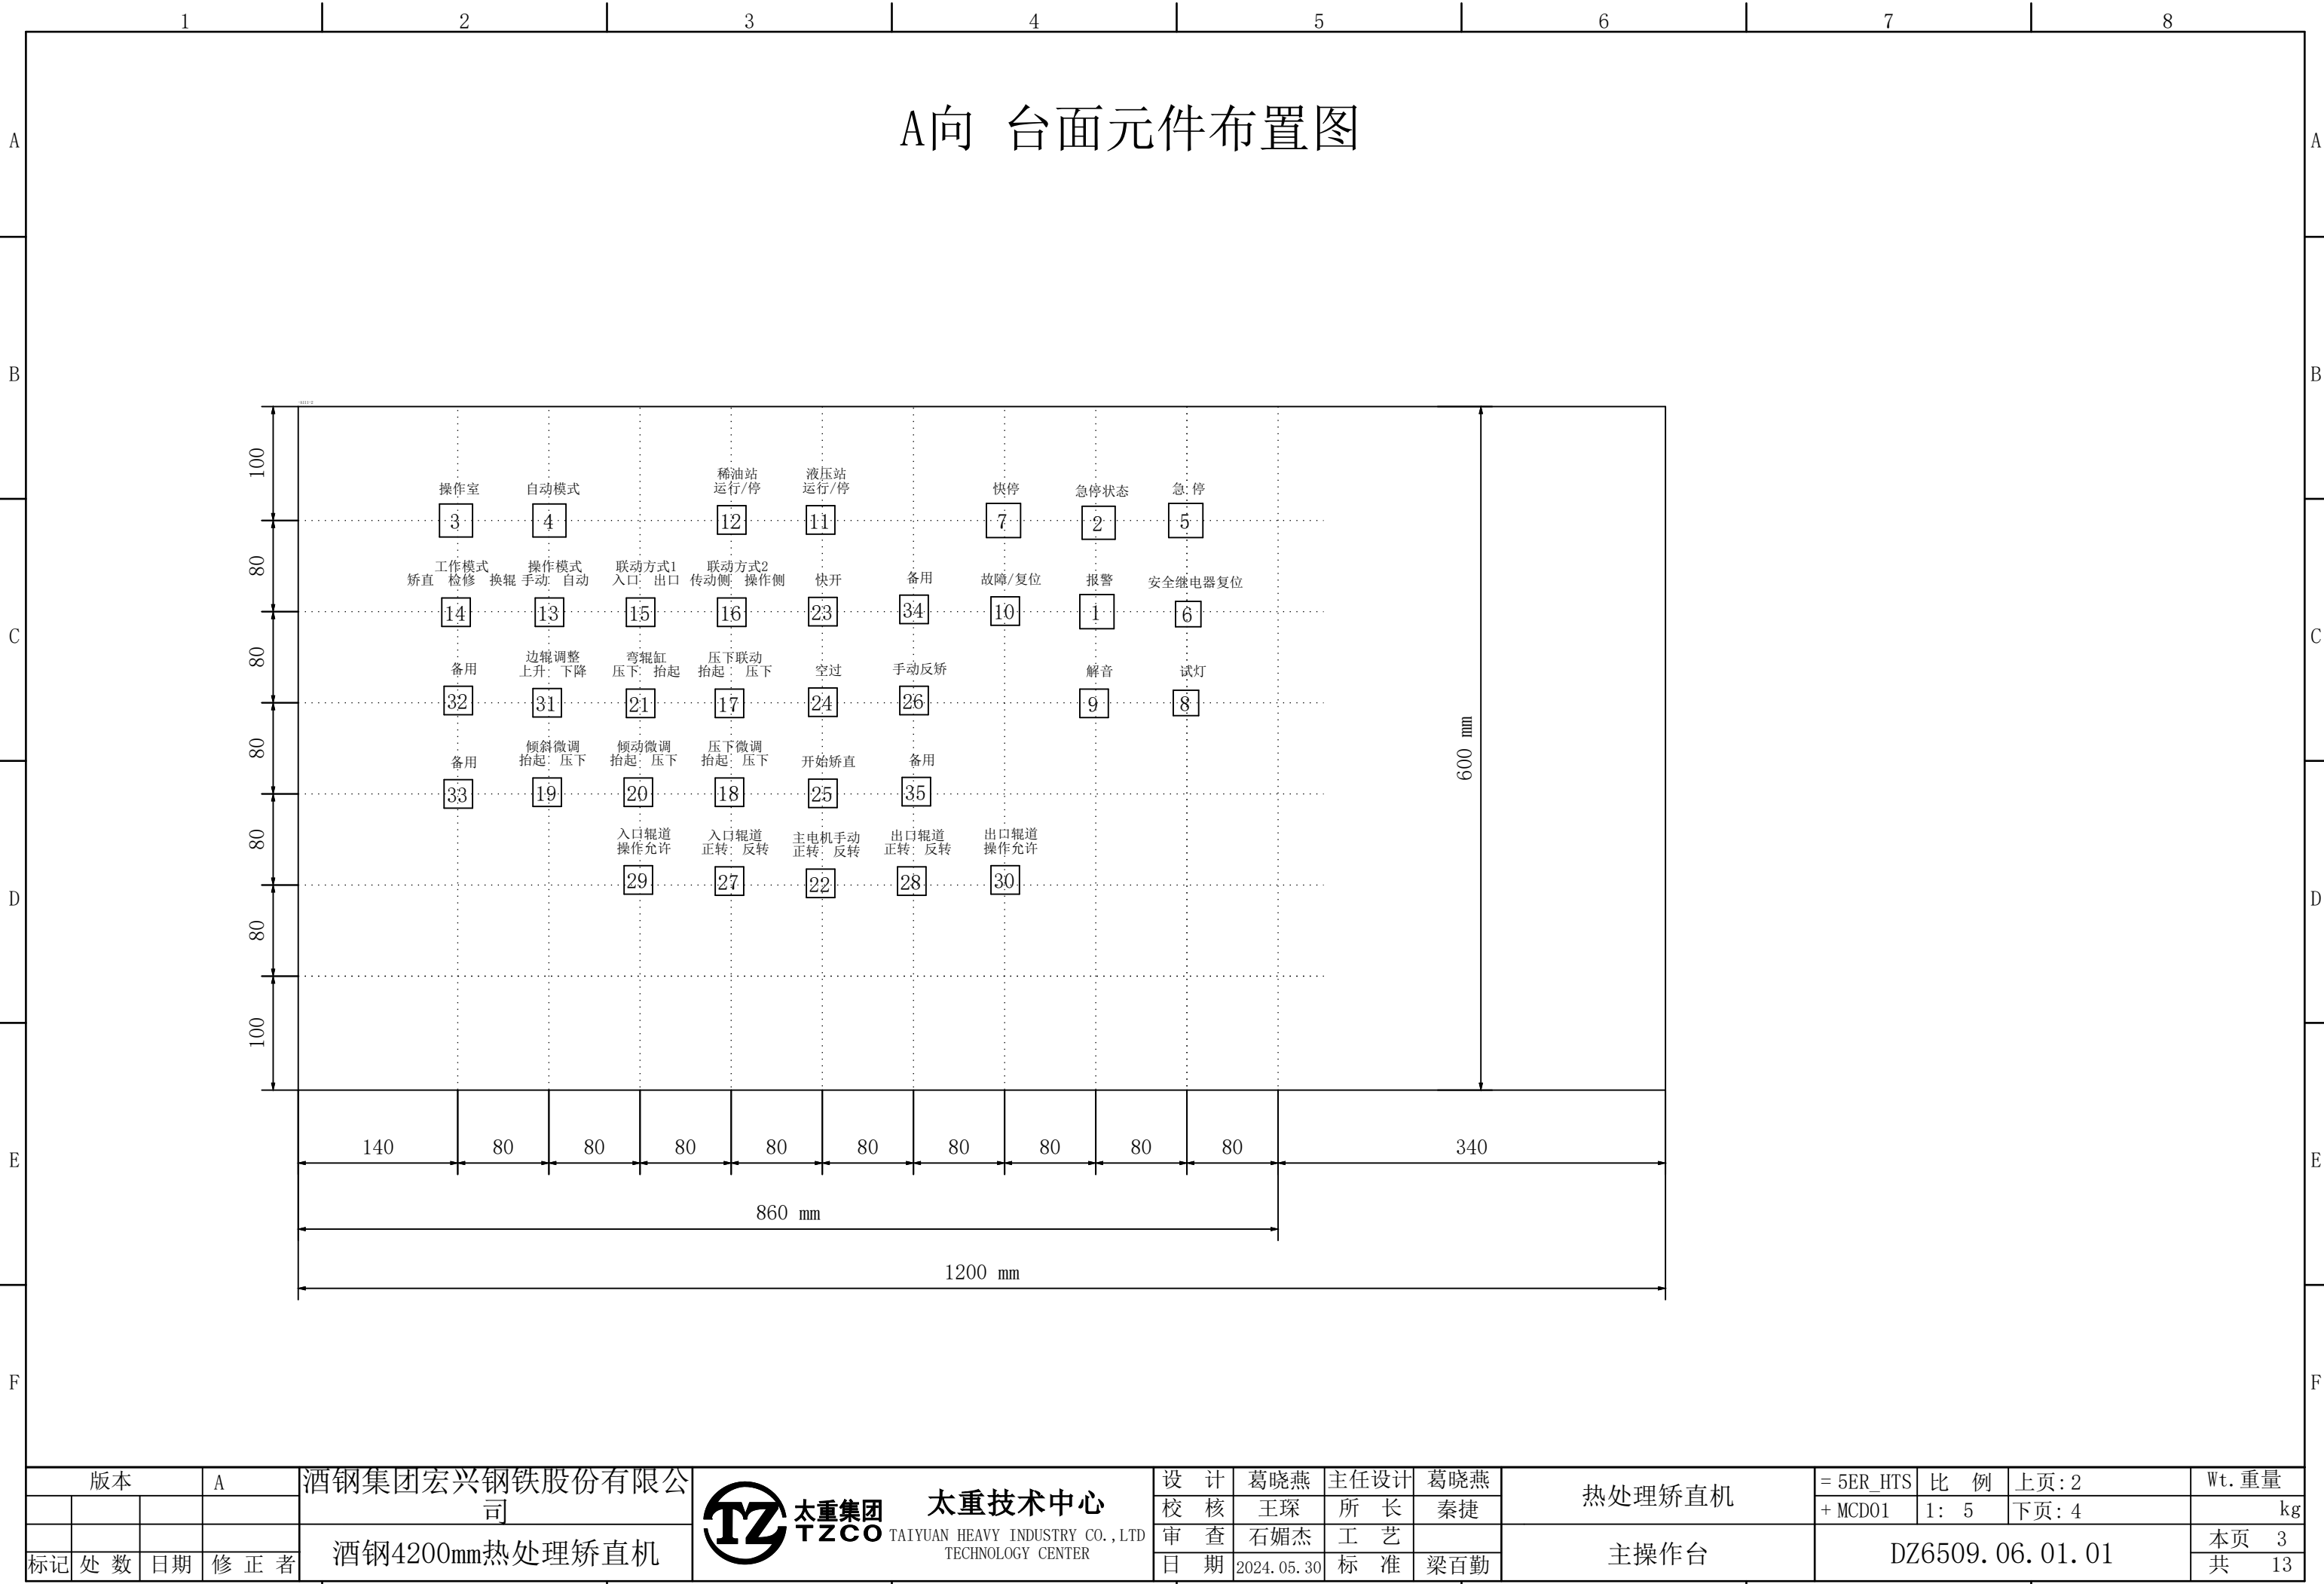 1 2 3 4 5 6 7 8
A向 台面元件布置图
A A
B B
C C
D D
E E
F F
100
80
80
80
80
80
100
操作室 自动模式 稀油站 液压站 快停 急停状态 急 停
运行/停 运行/停
3 4 12 11 7 2 5
工作模式 操作模式 联动方式1 联动方式2 快开 备用 故障/复位 报警 安全继电器复位
矫直 检修 换辊 手动 自动 入口 出口 传动侧 操作侧
14 13 15 16 23 34 10 1 6
备用 边辊调整 弯辊缸 压下联动 空过 手动反矫 解音 试灯
上升 下降 压下 抬起 抬起 压下
32 31 21 17 24 26 9 8
备用 倾斜微调 倾动微调 压下微调 开始矫直 备用
抬起 压下 抬起 压下 抬起 压下
33 19 20 18 25 35
入口辊道 入口辊道 主电机手动 出口辊道 出口辊道
操作允许 正转 反转 正转 反转 正转 反转 操作允许
29 27 22 28 30
600 mm
140 80 80 80 80 80 80 80 80 80 340
860 mm
1200 mm
版本 A
标记 处 数 日期 修 正 者
酒钢集团宏兴钢铁股份有限公
司
酒钢4200mm热处理矫直机
TZ
太重集团
TZCO
太重技术中心
TAIYUAN HEAVY INDUSTRY CO.,LTD
TECHNOLOGY CENTER
设 计 葛晓燕 主任设计 葛晓燕
校 核 王琛 所 长 秦捷
审 查 石媚杰 工 艺
日 期 2024.05.30 标 准 梁百勤
热处理矫直机
主操作台
= 5ER_HTS 比 例 上页: 2 Wt.重量
+ MCD01 1: 5 下页: 4 kg
DZ6509.06.01.01
本页 3
共 13